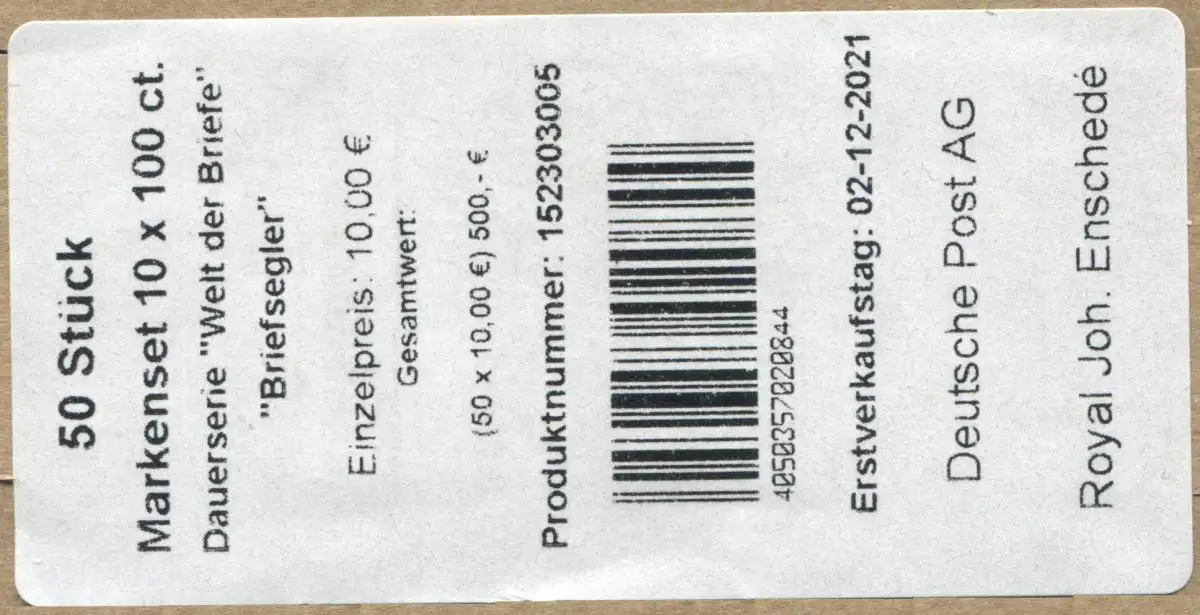 50 Stück
Markenset 10 x 100 ct.
Dauerserie "Welt der Briefe"
"Briefsegler"
Einzelpreis: 10,00 €
Gesamtwert:
(50 x 10,00 €) 500,- €
Produktnummer: 152303005
4050357020844
Erstverkaufstag: 02-12-2021
Deutsche Post AG
Royal Joh. Enschedé